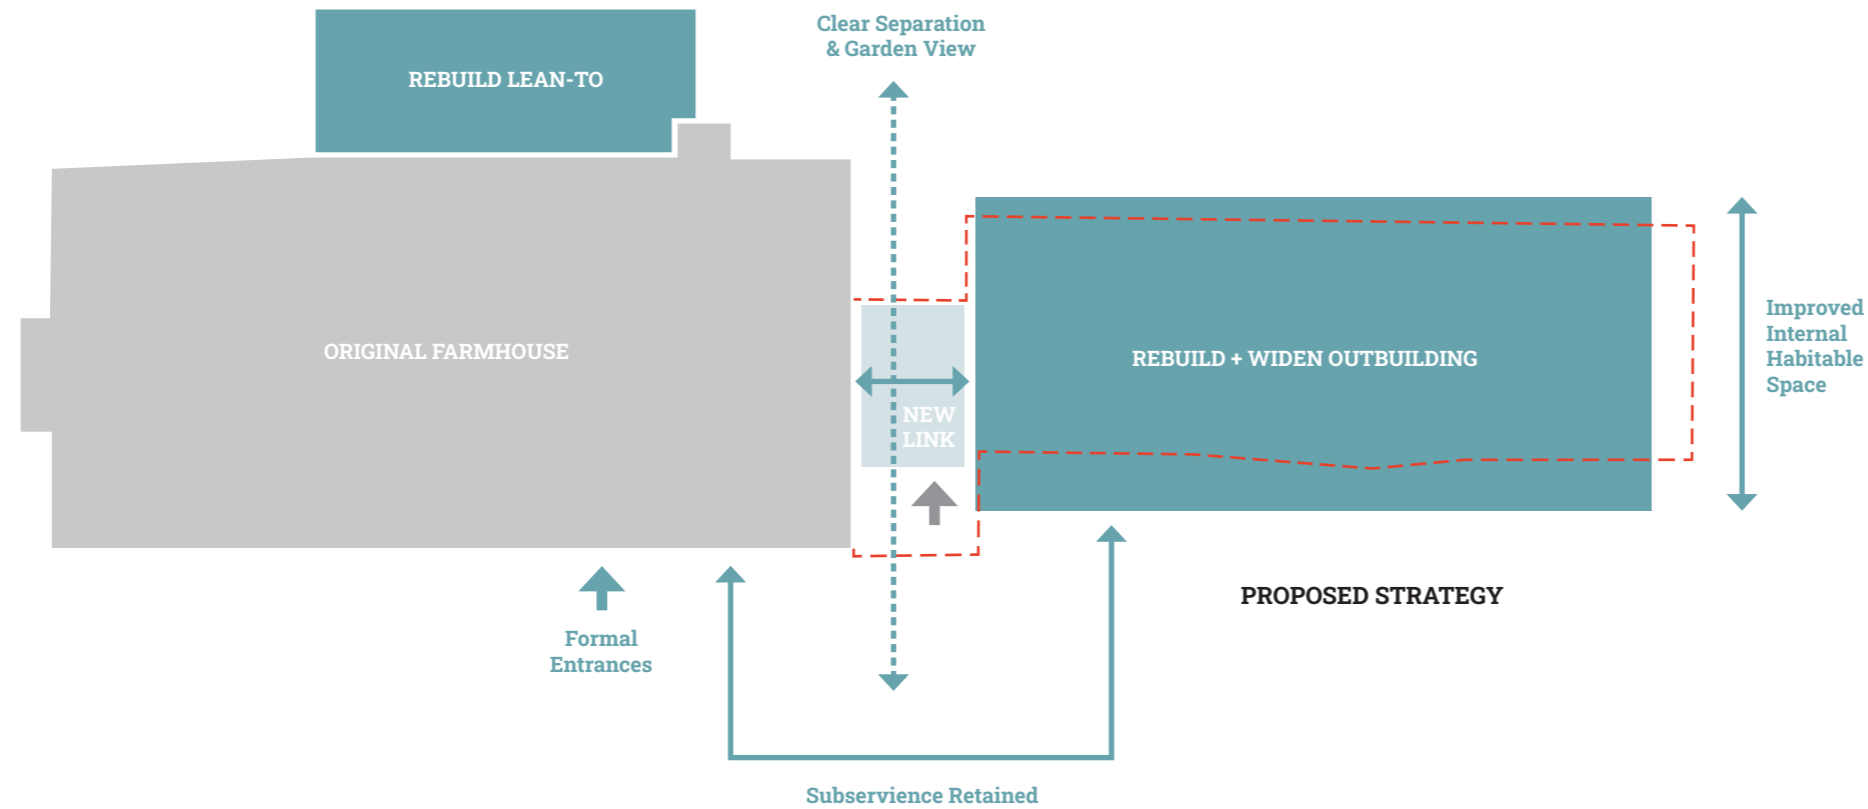 Clear Separation
& Garden View
REBUILD LEAN-TO
ORIGINAL FARMHOUSE
NEW
LINK
REBUILD + WIDEN OUTBUILDING
Improved
Internal
Habitable
Space
PROPOSED STRATEGY
Formal
Entrances
Subservience Retained